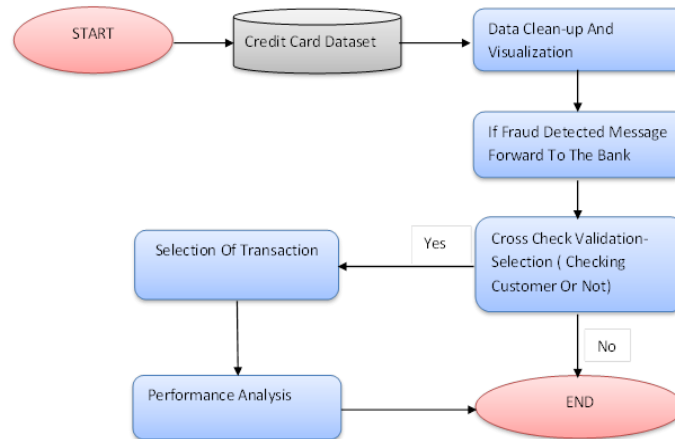 START
Credit Card Dataset
Data Clean-up And
Visualization
If Fraud Detected Message
Forward To The Bank
Cross Check Validation-
Selection ( Checking
Customer Or Not)
Yes
Selection Of Transaction
No
Performance Analysis
END